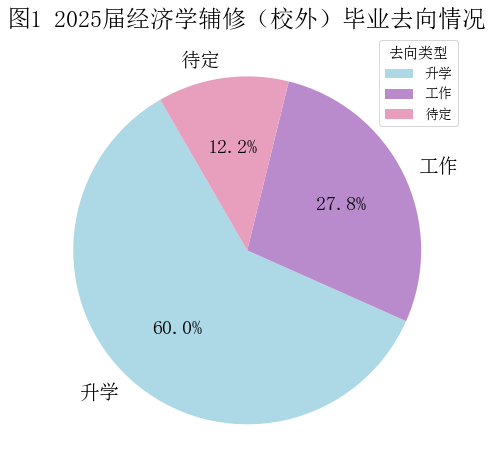 图1 2025届经济学辅修（校外）毕业去向情况
去向类型
升学
工作
待定
待定
12.2%
工作
27.8%
60.0%
升学